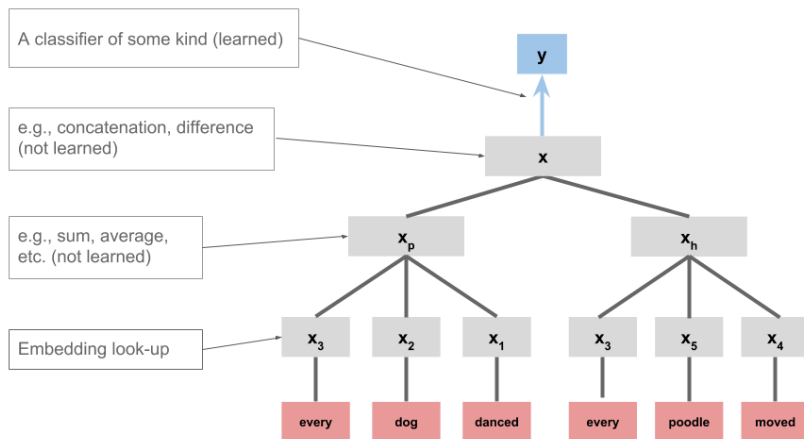 A classifier of some kind (learned)
y
e.g., concatenation, difference
(not learned)
x
e.g., sum, average,
etc. (not learned)
xp
xh
Embedding look-up
x3
x2
x1
x3
x5
x4
every
dog
danced
every
poodle
moved